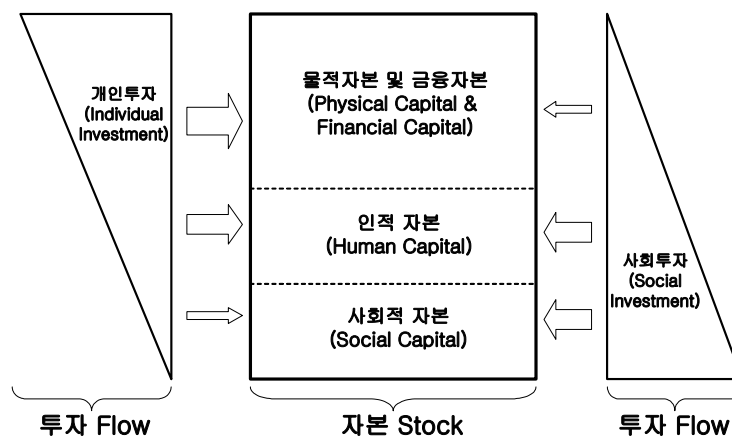 개인투자
(Individual
Investment)
물적자본 및 금융자본
(Physical Capital &
Financial Capital)
인적 자본
(Human Capital)
사회적 자본
(Social Capital)
사회투자
(Social
Investment)
투자 Flow
자본 Stock
투자 Flow